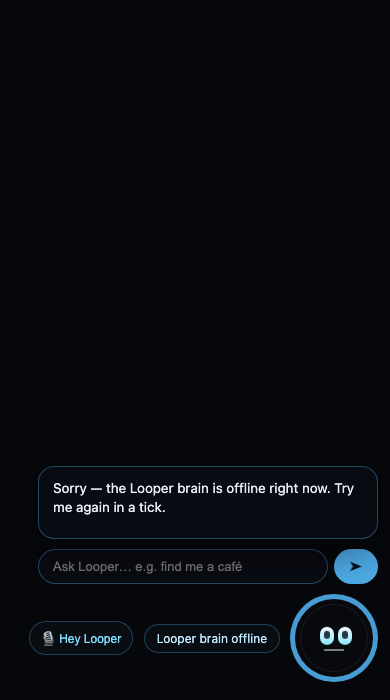 Sorry — the Looper brain is offline right now. Try
me again in a tick.
Ask Looper… e.g. find me a café
Hey Looper
Looper brain offline